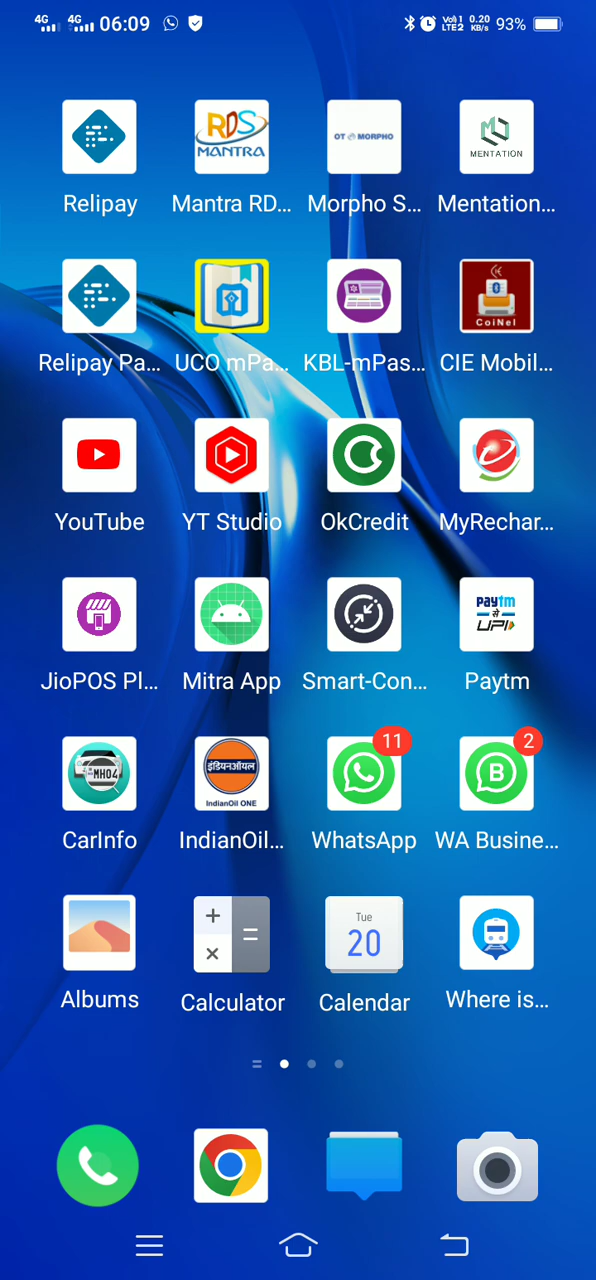 4G 4G 06:09 Vo)) 1 LTE2 0.20 KB/s 93%
RDS
MANTRA
OT MORPHO
MENTATION
Relipay Mantra RD... Morpho S... Mentation...
CoiNel
Relipay Pa... UCO mPa... KBL-mPas... CIE Mobil...
YouTube YT Studio OkCredit MyRechar...
paytm
से
UPI
JioPOS Pl... Mitra App Smart-Con... Paytm
MH04
इंडियनऑयल
IndianOil ONE
11
B
2
CarInfo IndianOil... WhatsApp WA Busine...
+
×
=
Tue
20
Albums Calculator Calendar Where is...